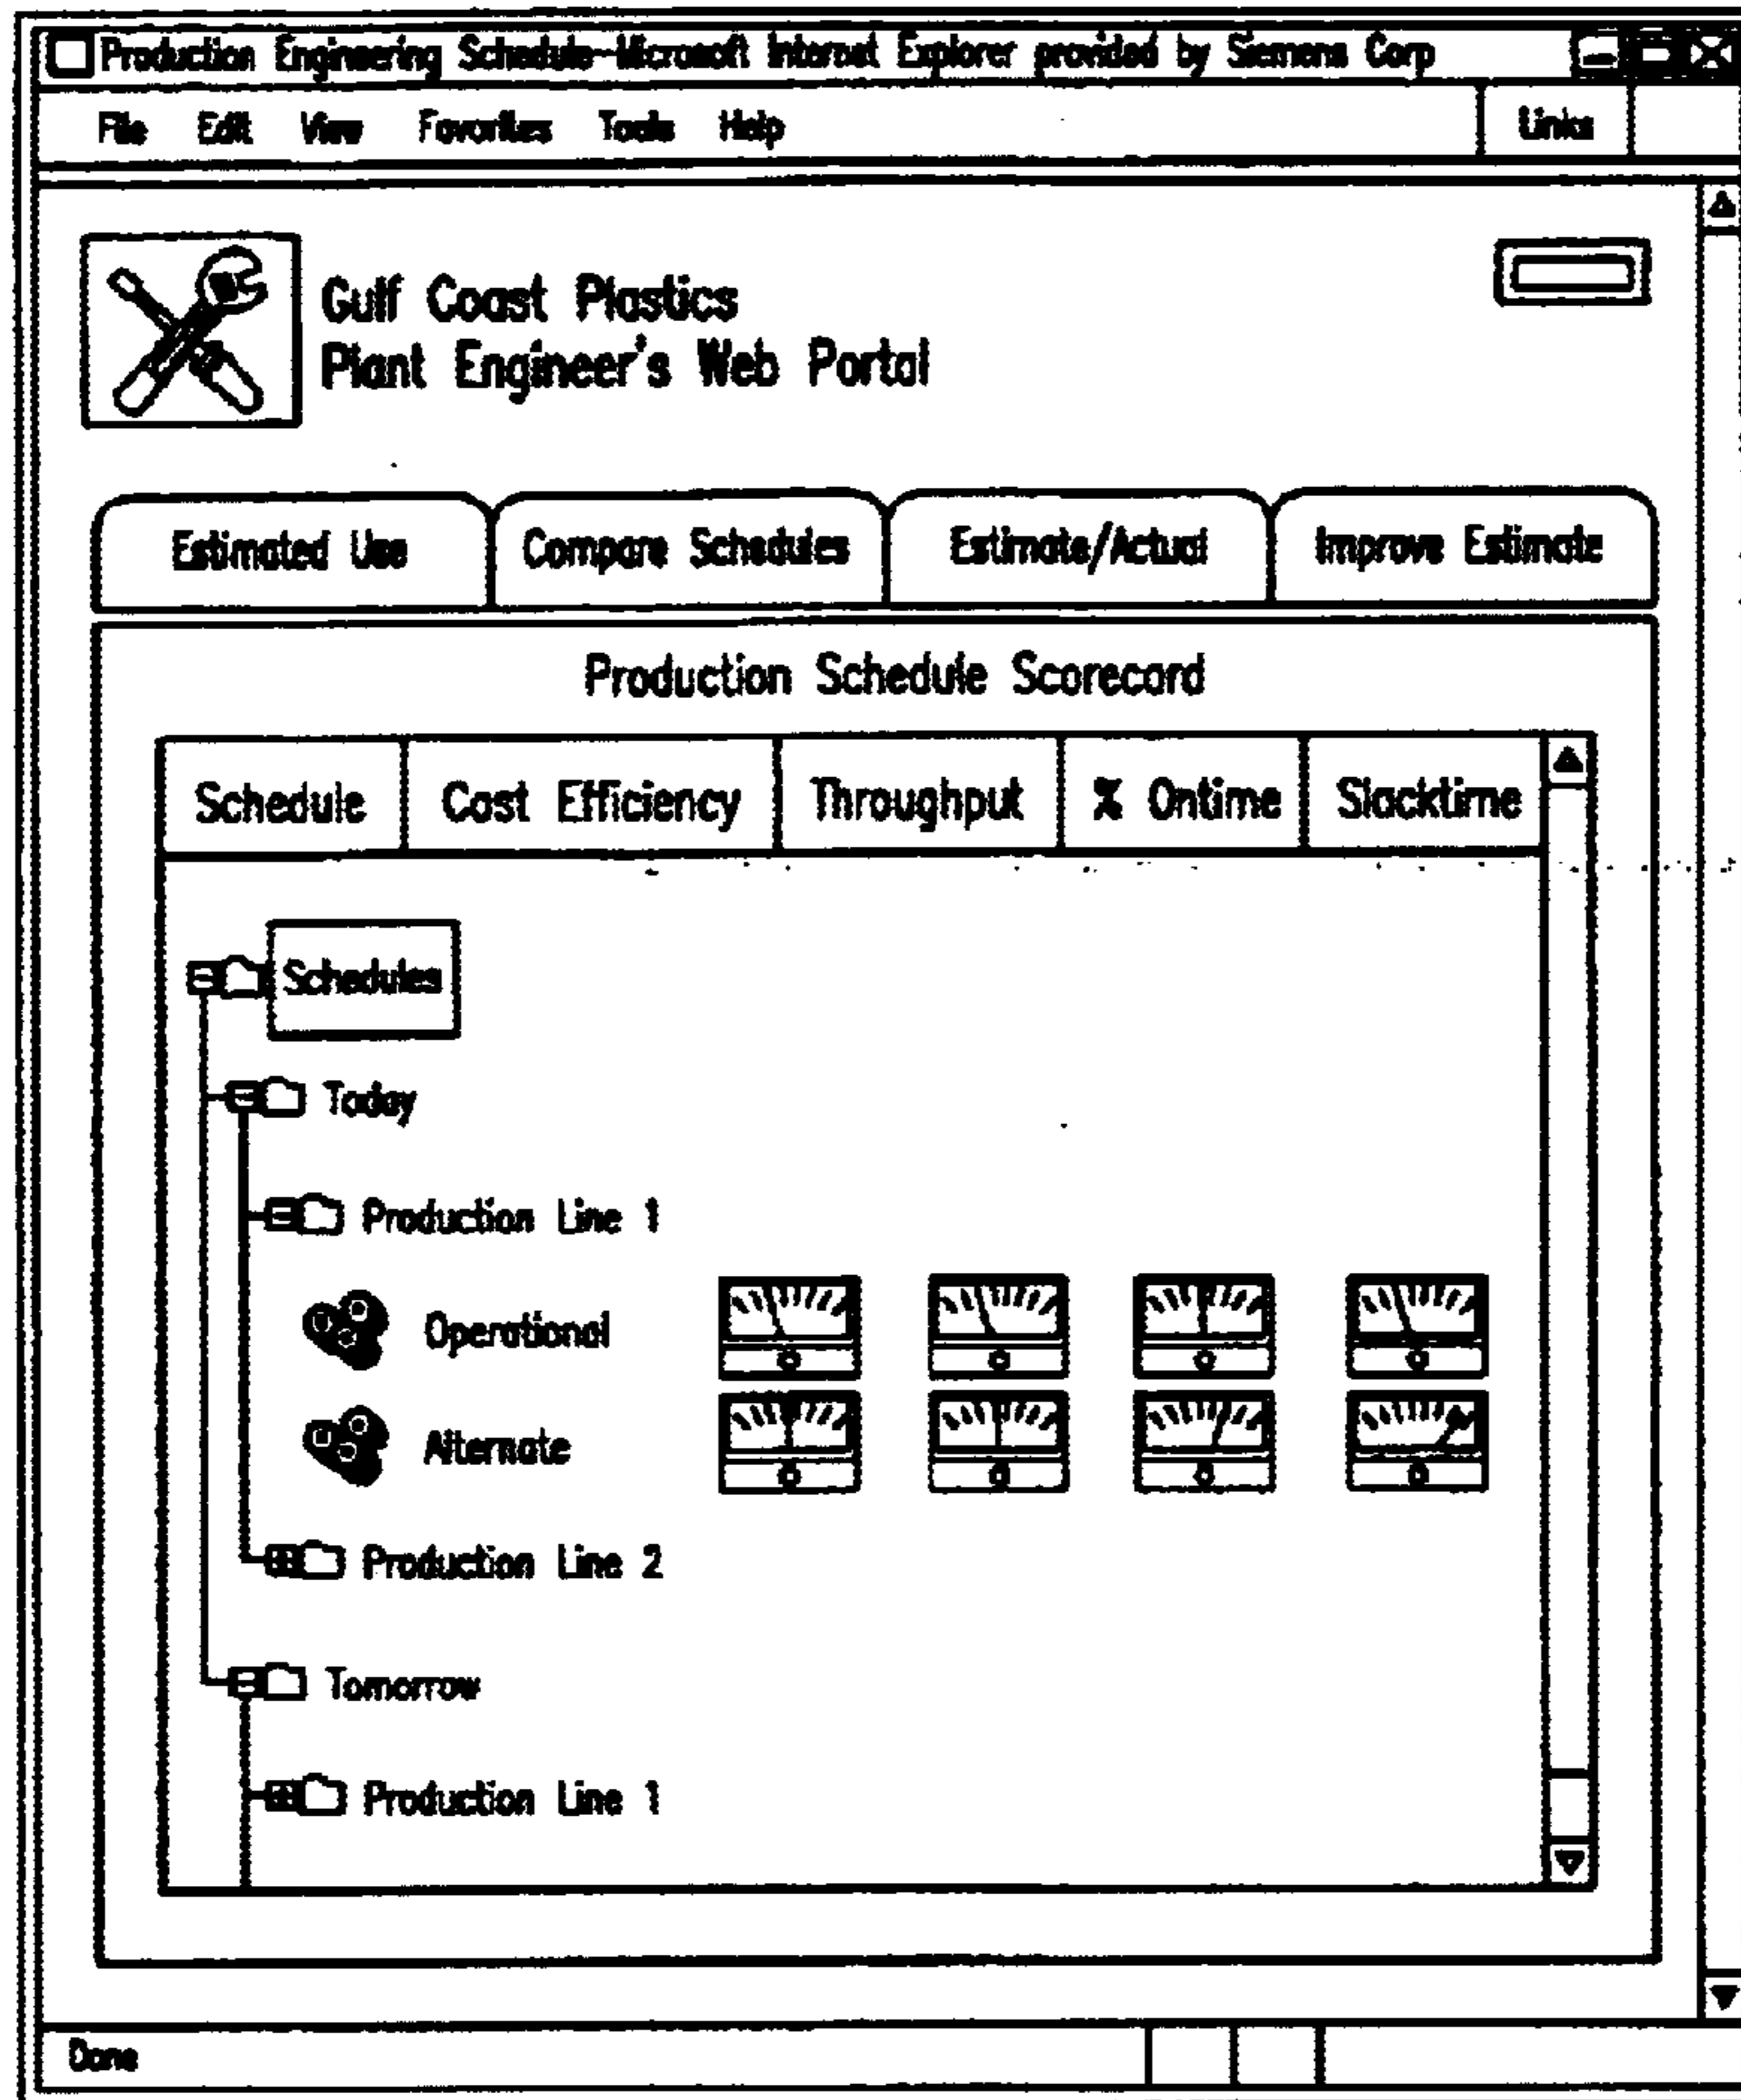 Production Engineering Schedule-Microsoft Internet Explorer provided by Siemens Corp
File Edit View Favorites Tools Help Links
Gulf Coast Plastics
Plant Engineer's Web Portal
Estimated Use Compare Schedules Estimate/Actual Improve Estimate
Production Schedule Scorecard
Schedule Cost Efficiency Throughput % Ontime Slacktime
Schedules
Today
Production Line 1
Operational
Alternate
Production Line 2
Tomorrow
Production Line 1
Done